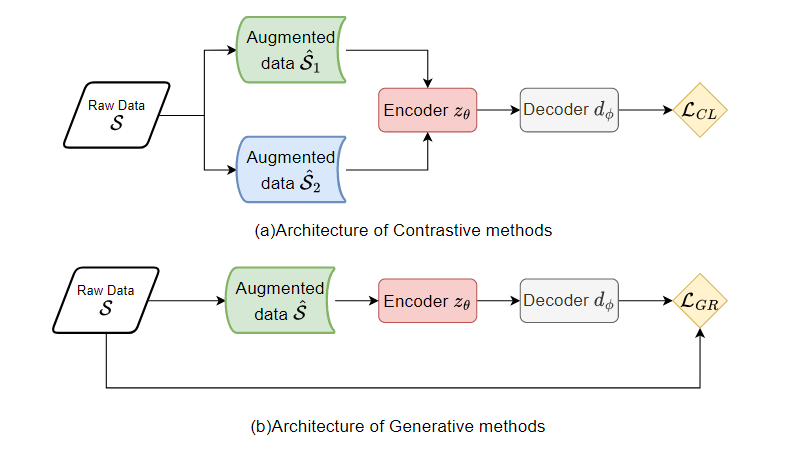 Augmented
data $\hat{\mathcal{S}}_1$
Raw Data
$\mathcal{S}$
Encoder $z_\theta$
Decoder $d_\phi$
$\mathcal{L}_{CL}$
Augmented
data $\hat{\mathcal{S}}_2$
(a)Architecture of Contrastive methods
Raw Data
$\mathcal{S}$
Augmented
data $\hat{\mathcal{S}}$
Encoder $z_\theta$
Decoder $d_\phi$
$\mathcal{L}_{GR}$
(b)Architecture of Generative methods